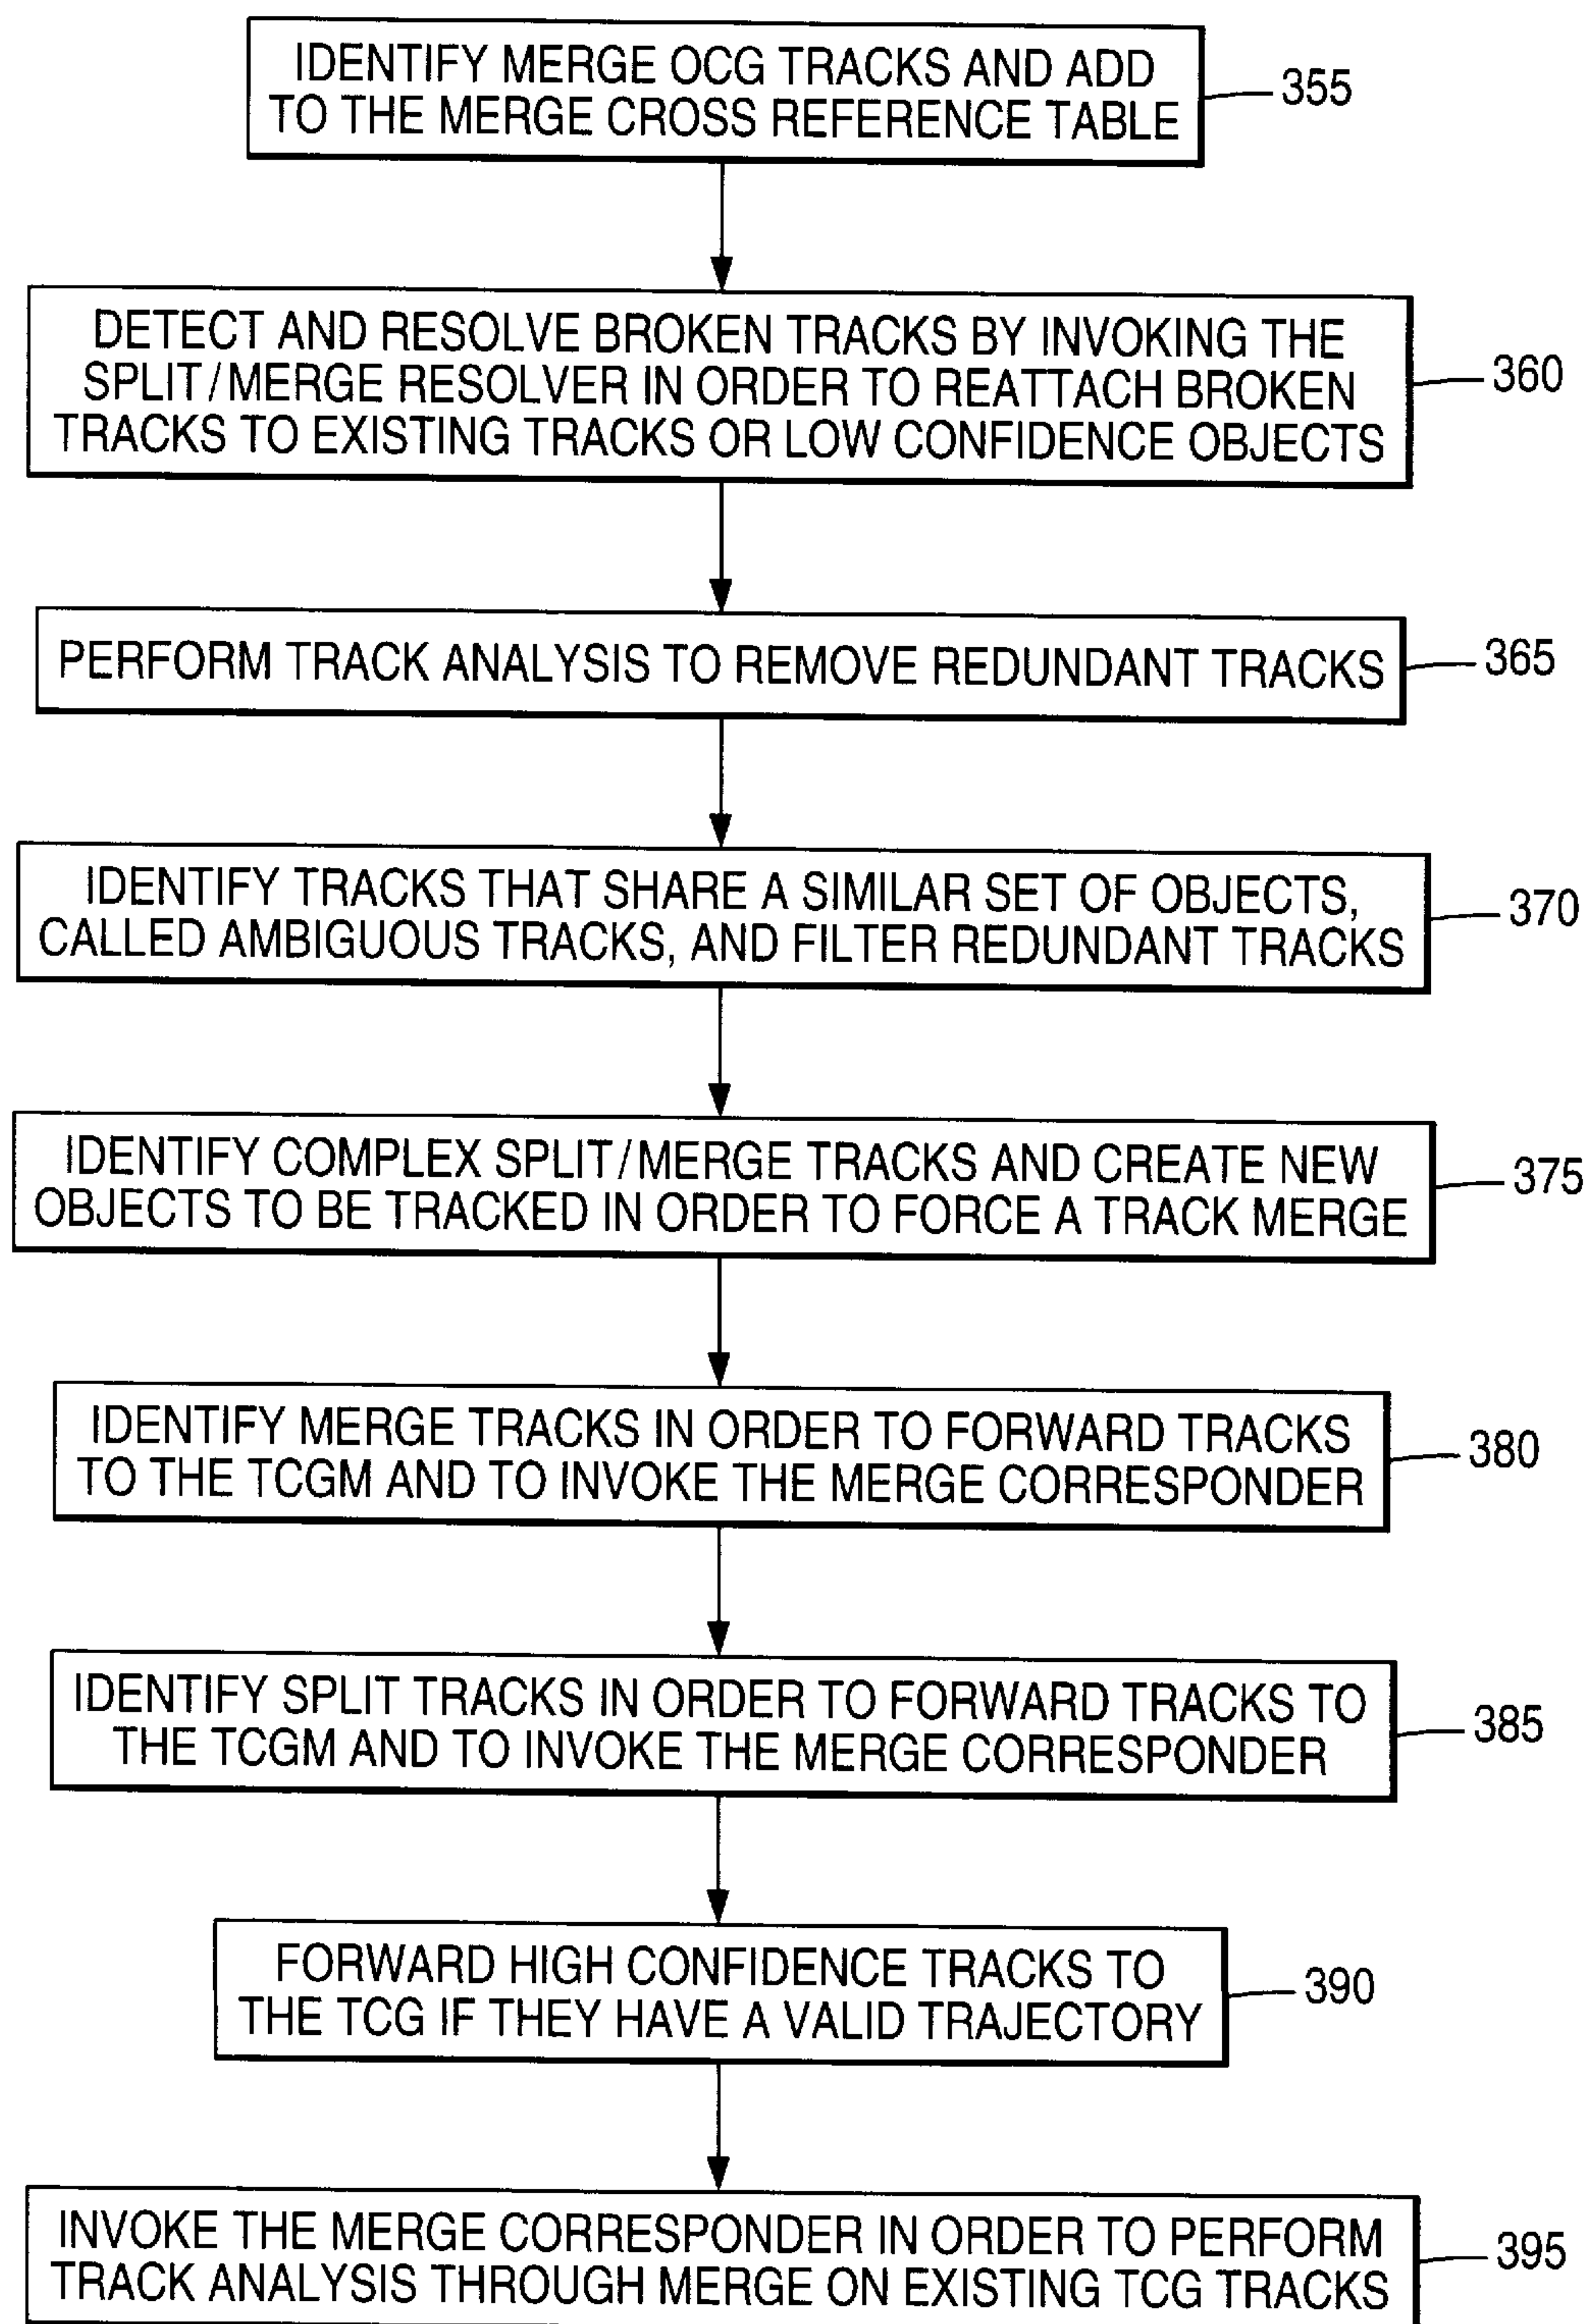 IDENTIFY MERGE OCG TRACKS AND ADD
TO THE MERGE CROSS REFERENCE TABLE
355
DETECT AND RESOLVE BROKEN TRACKS BY INVOKING THE
SPLIT/MERGE RESOLVER IN ORDER TO REATTACH BROKEN
TRACKS TO EXISTING TRACKS OR LOW CONFIDENCE OBJECTS
360
PERFORM TRACK ANALYSIS TO REMOVE REDUNDANT TRACKS
365
IDENTIFY TRACKS THAT SHARE A SIMILAR SET OF OBJECTS,
CALLED AMBIGUOUS TRACKS, AND FILTER REDUNDANT TRACKS
370
IDENTIFY COMPLEX SPLIT/MERGE TRACKS AND CREATE NEW
OBJECTS TO BE TRACKED IN ORDER TO FORCE A TRACK MERGE
375
IDENTIFY MERGE TRACKS IN ORDER TO FORWARD TRACKS
TO THE TCGM AND TO INVOKE THE MERGE CORRESPONDER
380
IDENTIFY SPLIT TRACKS IN ORDER TO FORWARD TRACKS TO
THE TCGM AND TO INVOKE THE MERGE CORRESPONDER
385
FORWARD HIGH CONFIDENCE TRACKS TO
THE TCG IF THEY HAVE A VALID TRAJECTORY
390
INVOKE THE MERGE CORRESPONDER IN ORDER TO PERFORM
TRACK ANALYSIS THROUGH MERGE ON EXISTING TCG TRACKS
395